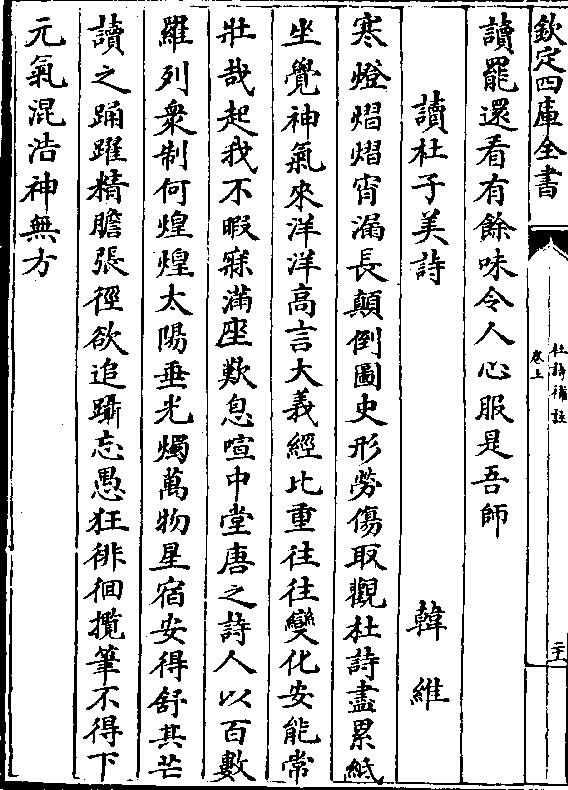 欽定四庫全書
杜詩補註
卷上
二十
讀罷還看有餘味令人心服是吾師
讀杜子美詩
韓維
寒燈熠熠宵漏長顛倒圖史形勞傷取觀杜詩盡累紙
坐覺神氣來洋洋高言大義經比重往往變化安能常
壯哉起我不暇寐滿座歎息喧中堂唐之詩人以百數
羅列衆制何煌煌太陽垂光燭萬物星宿安得舒其芒
讀之踊躍精膽張徑欲追躡忘愚狂徘徊攬筆不得下
元氣混浩神無方